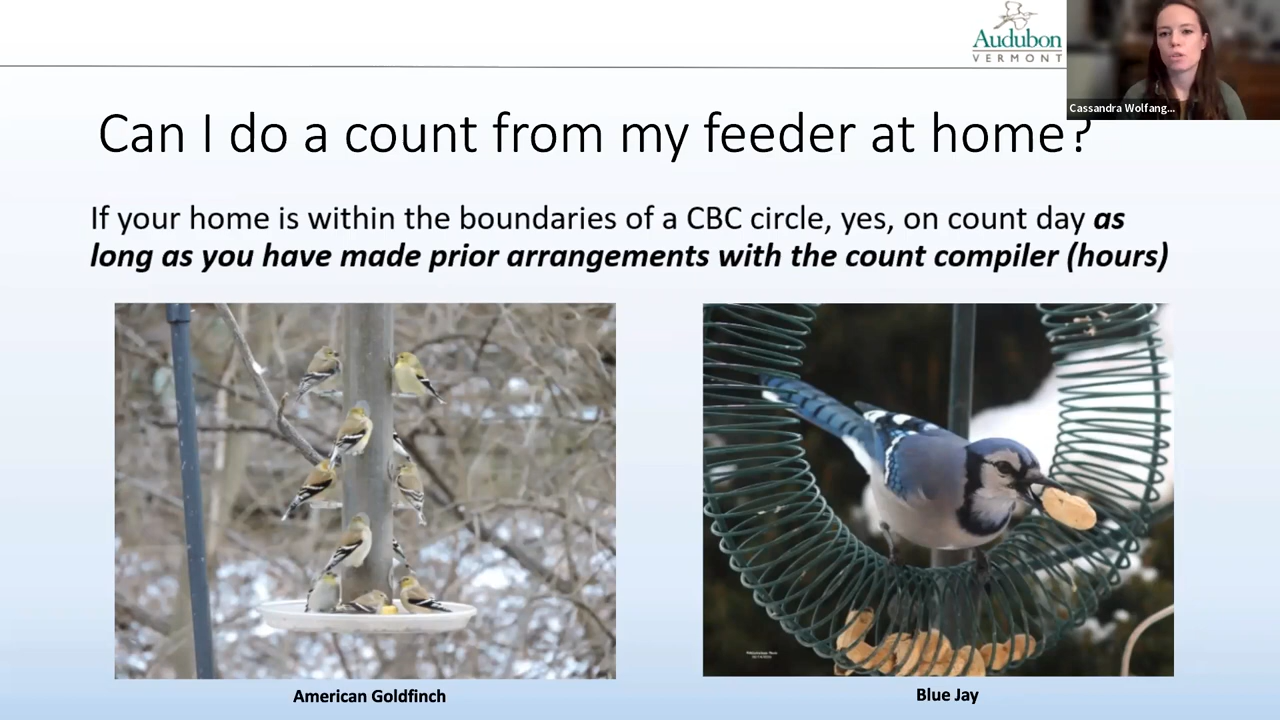 Audubon
VERMONT
Cassandra Wolfang...
Can I do a count from my feeder at home?
If your home is within the boundaries of a CBC circle, yes, on count day as
long as you have made prior arrangements with the count compiler (hours)
American Goldfinch
Blue Jay